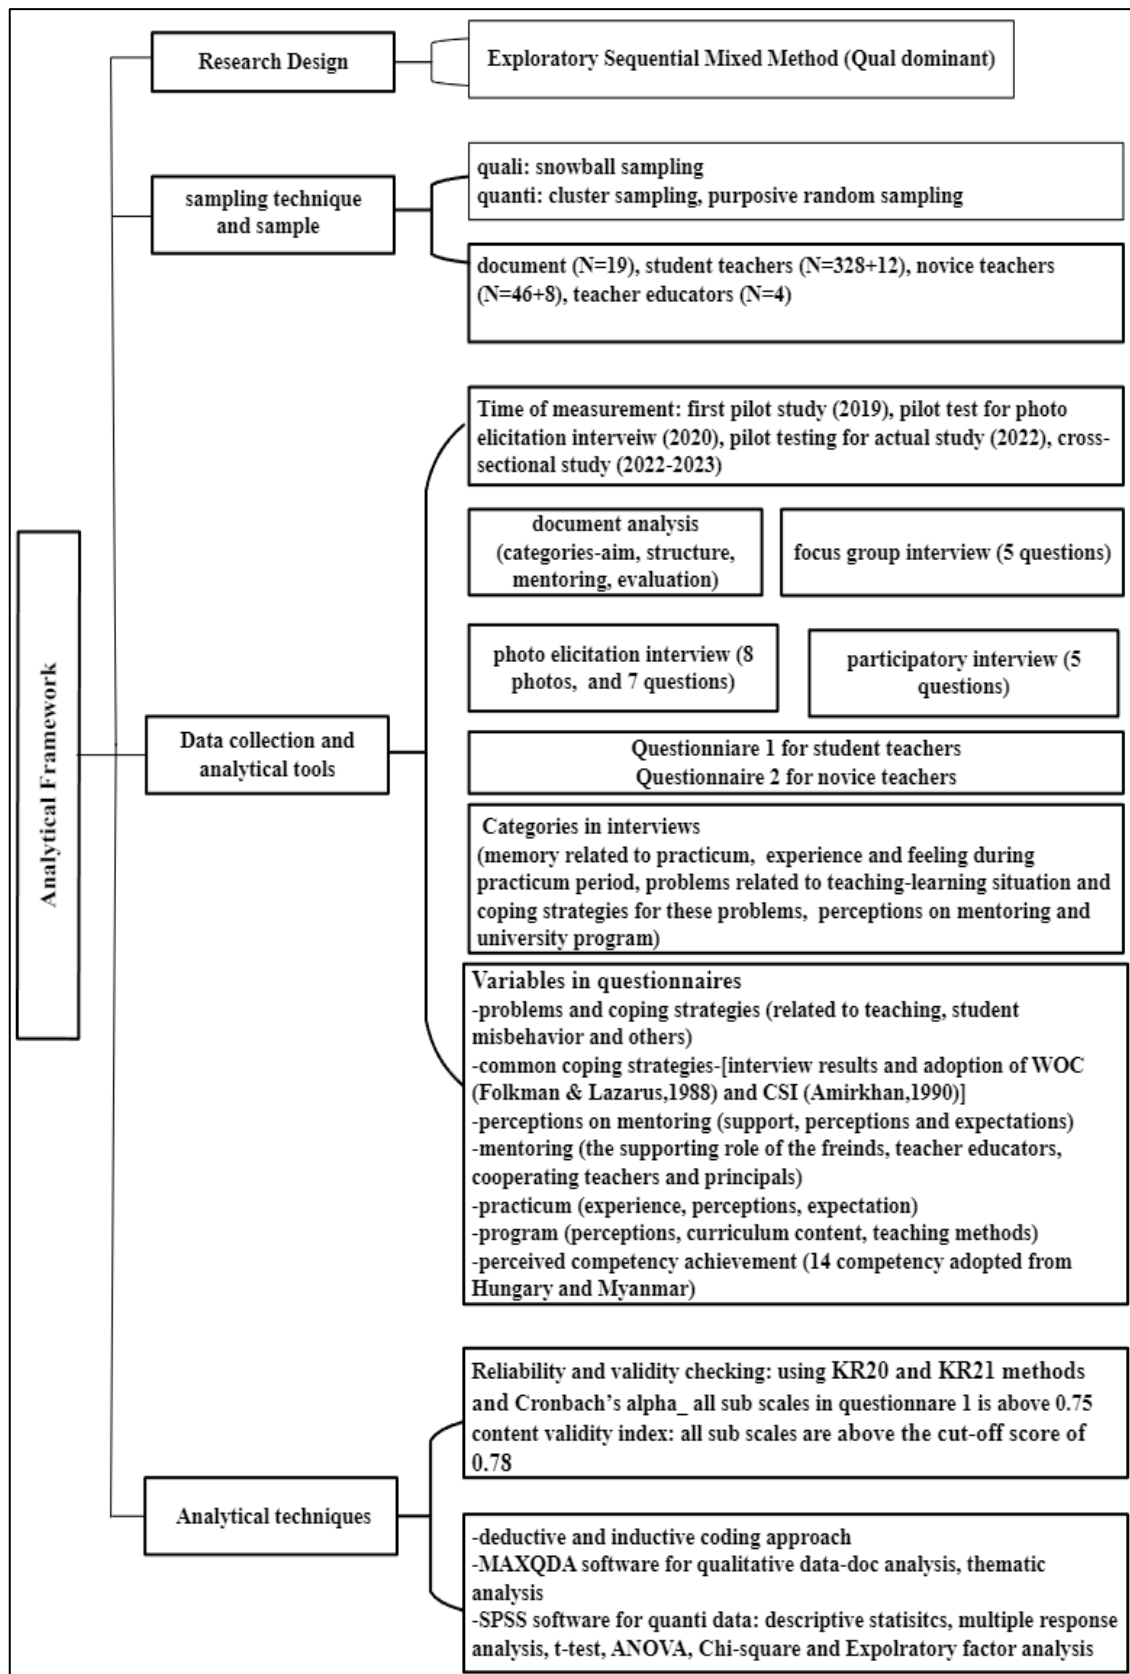 Analytical Framework
Research Design
Exploratory Sequential Mixed Method (Qual dominant)
sampling technique
and sample
quali: snowball sampling
quanti: cluster sampling, purposive random sampling
document (N=19), student teachers (N=328+12), novice teachers
(N=46+8), teacher educators (N=4)
Data collection and
analytical tools
Time of measurement: first pilot study (2019), pilot test for photo
elicitation interveiw (2020), pilot testing for actual study (2022), cross-
sectional study (2022-2023)
document analysis
(categories-aim, structure,
mentoring, evaluation)
focus group interview (5 questions)
photo elicitation interview (8
photos, and 7 questions)
participatory interview (5
questions)
Questionniare 1 for student teachers
Questionnaire 2 for novice teachers
Categories in interviews
(memory related to practicum, experience and feeling during
practicum period, problems related to teaching-learning situation and
coping strategies for these problems, perceptions on mentoring and
university program)
Variables in questionnaires
-problems and coping strategies (related to teaching, student
misbehavior and others)
-common coping strategies-[interview results and adoption of WOC
(Folkman & Lazarus,1988) and CSI (Amirkhan,1990)]
-perceptions on mentoring (support, perceptions and expectations)
-mentoring (the supporting role of the freinds, teacher educators,
cooperating teachers and principals)
-practicum (experience, perceptions, expectation)
-program (perceptions, curriculum content, teaching methods)
-perceived competency achievement (14 competency adopted from
Hungary and Myanmar)
Analytical techniques
Reliability and validity checking: using KR20 and KR21 methods
and Cronbach's alpha_ all sub scales in questionnare 1 is above 0.75
content validity index: all sub scales are above the cut-off score of
0.78
-deductive and inductive coding approach
-MAXQDA software for qualitative data-doc analysis, thematic
analysis
-SPSS software for quanti data: descriptive statisitcs, multiple response
analysis, t-test, ANOVA, Chi-square and Expolratory factor analysis